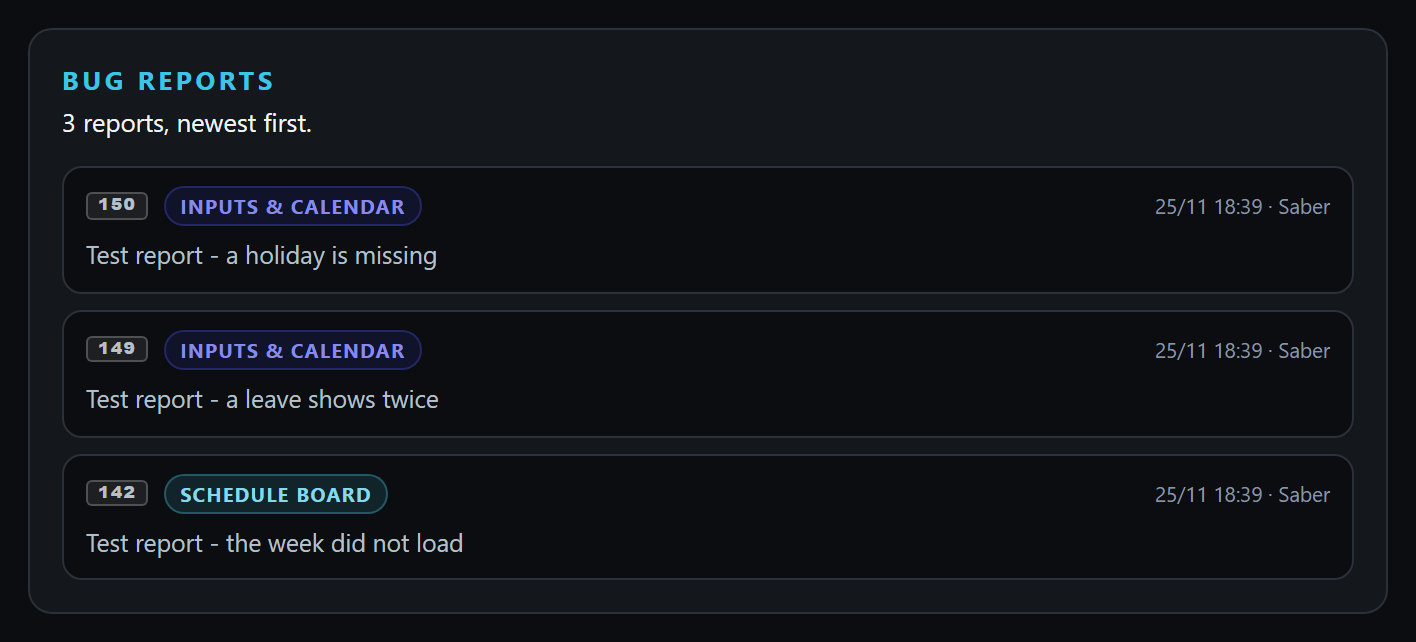 BUG REPORTS
3 reports, newest first.
150 INPUTS & CALENDAR 25/11 18:39 · Saber
Test report - a holiday is missing
149 INPUTS & CALENDAR 25/11 18:39 · Saber
Test report - a leave shows twice
142 SCHEDULE BOARD 25/11 18:39 · Saber
Test report - the week did not load